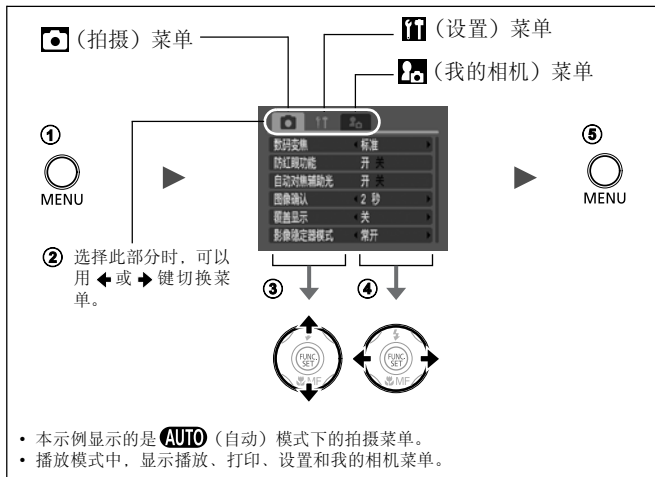 （拍摄）菜单
（设置）菜单
（我的相机）菜单
①
MENU
数码变焦 标准
防红眼功能 开 关
自动对焦辅助光 开 关
图像确认 2 秒
覆盖显示 关
影像稳定器模式 常开
⑤
MENU
② 选择此部分时，可以
用 ← 或 → 键切换菜
单。
③ ④
FUNC. SET MF
FUNC. SET MF
• 本示例显示的是 AUTO（自动）模式下的拍摄菜单。
• 播放模式中，显示播放、打印、设置和我的相机菜单。